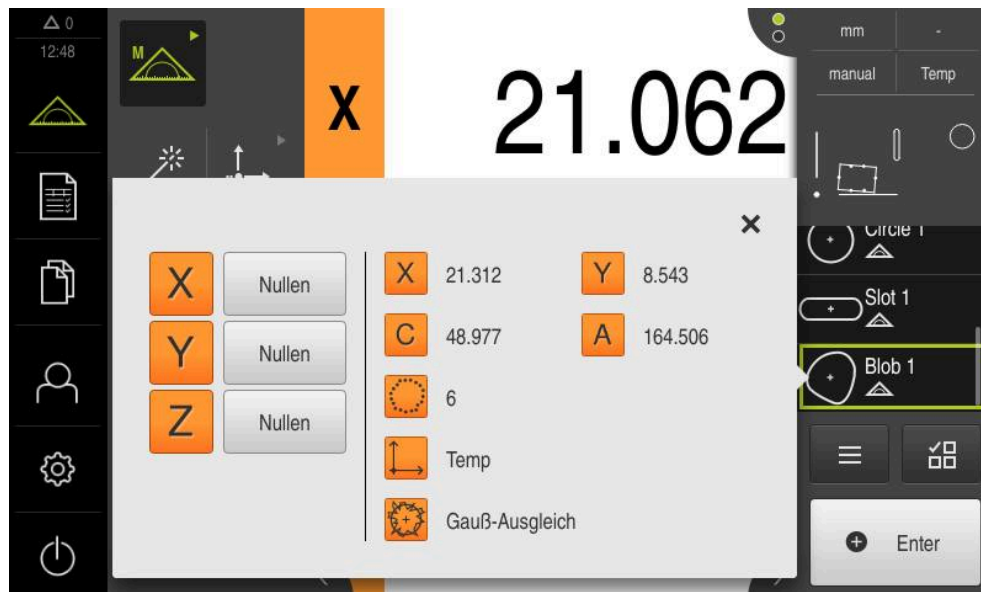 0
12:48
M
X
21.062
mm
-
manual
Temp
Circle 1
Slot 1
Blob 1
Enter
X Nullen
Y Nullen
Z Nullen
X 21.312 Y 8.543
C 48.977 A 164.506
6
Temp
Gauß-Ausgleich